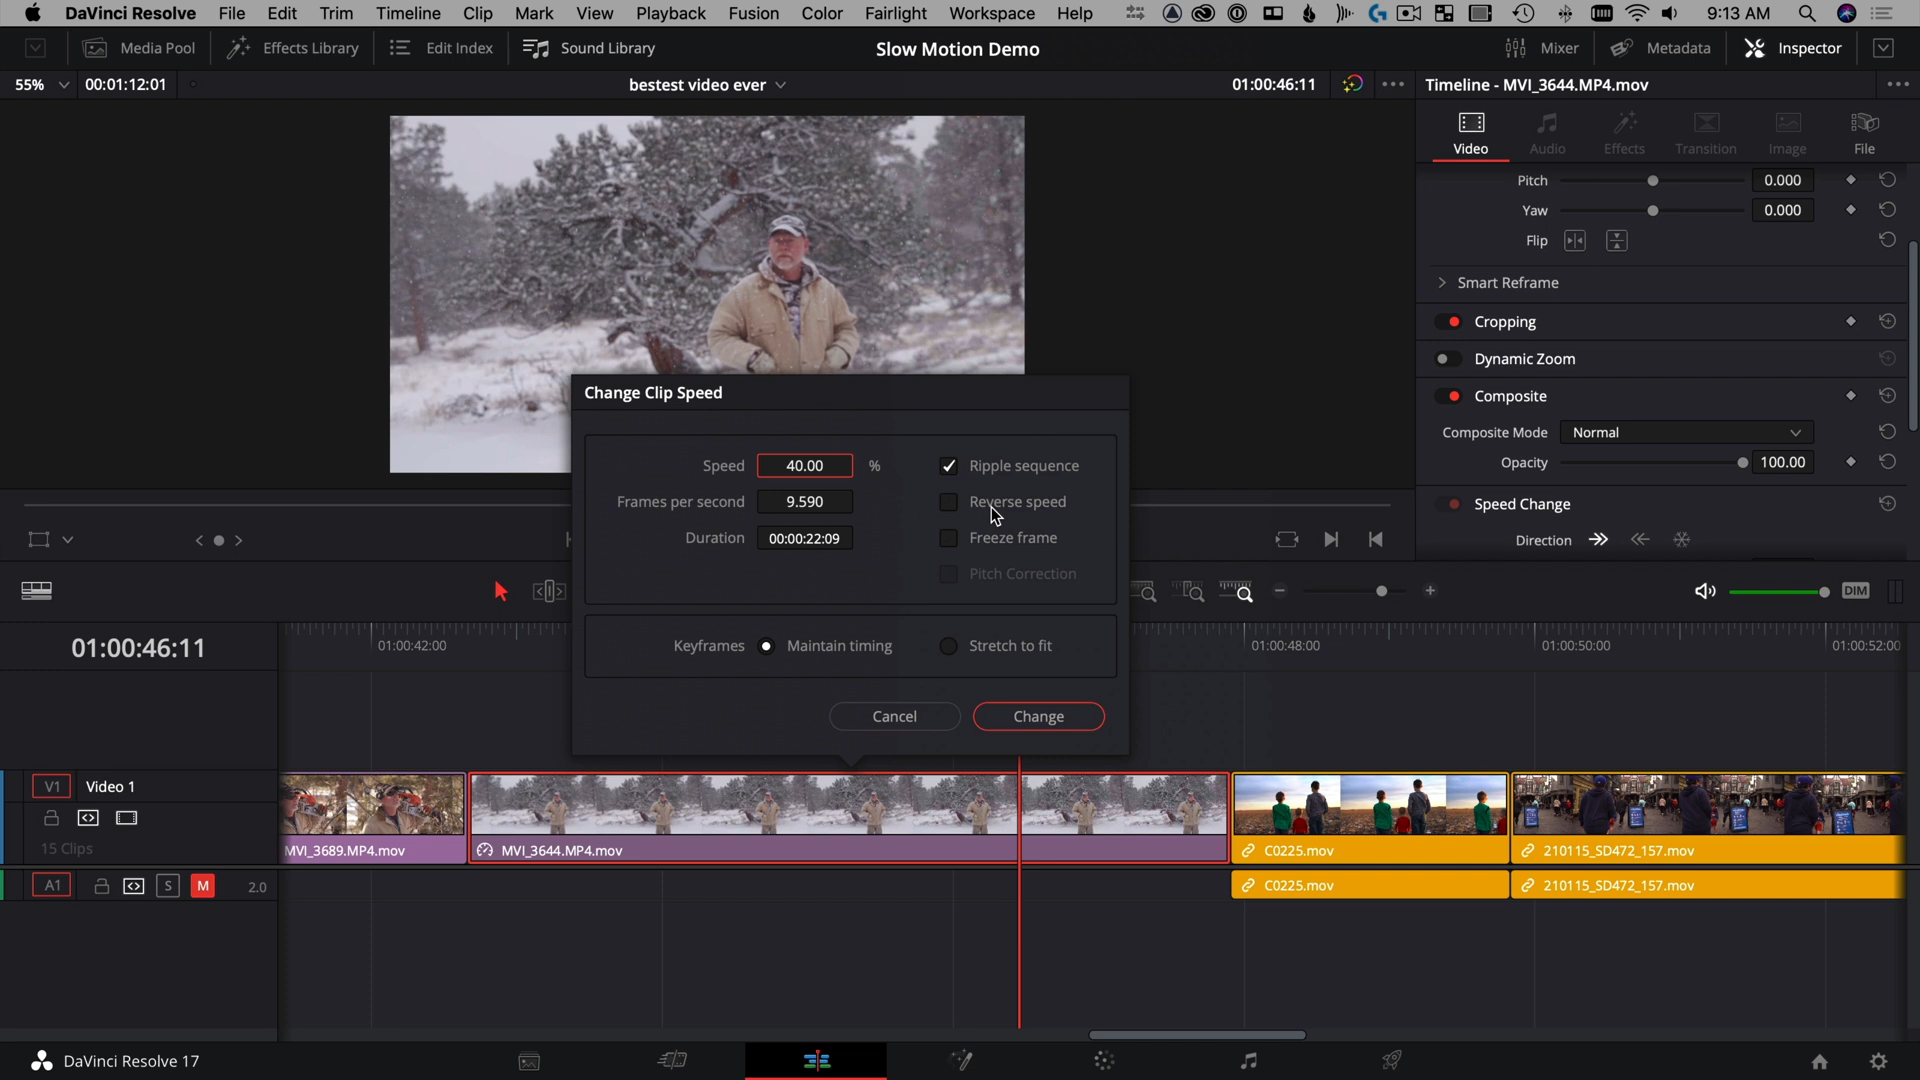 DaVinci Resolve File Edit Trim Timeline Clip Mark View Playback Fusion Color Fairlight Workspace Help 9:13 AM
Media Pool Effects Library Edit Index Sound Library Slow Motion Demo Mixer Metadata Inspector
55% 00:01:12:01 bestest video ever 01:00:46:11 Timeline - MVI_3644.MP4.mov
Video Audio Effects Transition Image File
Pitch 0.000
Yaw 0.000
Flip
Smart Reframe
Cropping
Dynamic Zoom
Composite
Composite Mode Normal
Opacity 100.00
Speed Change
Direction
Change Clip Speed
Speed 40.00 % Ripple sequence
Frames per second 9.590 Reverse speed
Duration 00:00:22:09 Freeze frame
Pitch Correction
Keyframes Maintain timing Stretch to fit
Cancel Change
DIM
01:00:46:11 01:00:42:00 01:00:48:00 01:00:50:00 01:00:52:00
V1 Video 1
15 Clips
MVI_3689.MP4.mov MVI_3644.MP4.mov C0225.mov 210115_SD472_157.mov
A1 S M 2.0 C0225.mov 210115_SD472_157.mov
DaVinci Resolve 17